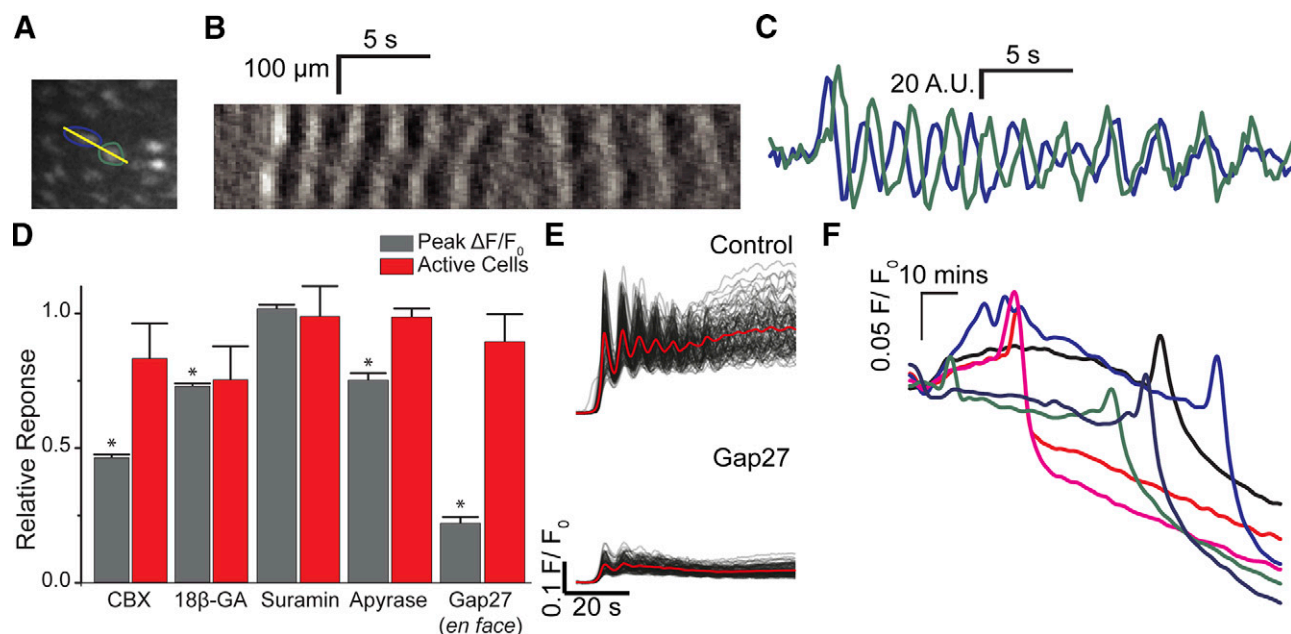 A
B
5 s
100 µm
C
5 s
20 A.U.
D
Peak ΔF/F0
Active Cells
Relative Reponse
1.0
0.5
0.0
*
*
*
*
CBX
18β-GA
Suramin
Apyrase
Gap27
(en face)
E
Control
Gap27
0.1 F/ F0
20 s
F
10 mins
0.05 F/ F0